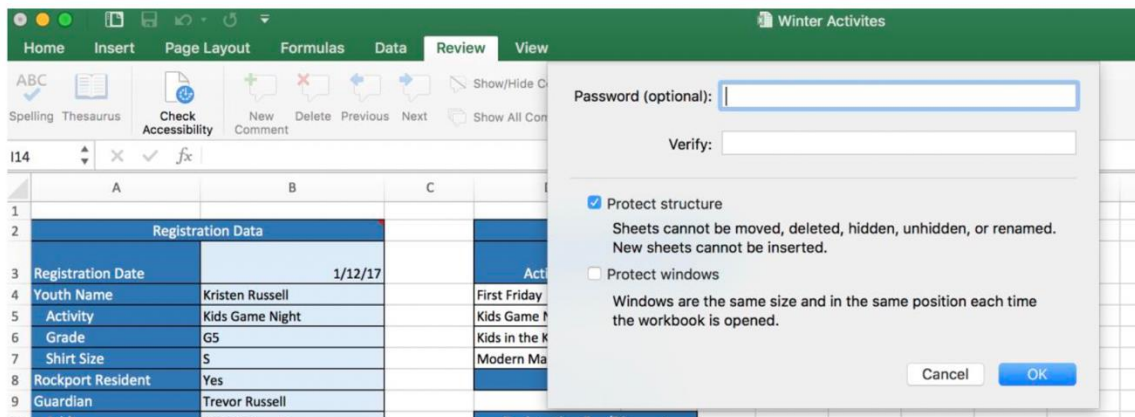 Winter Activites
Home Insert Page Layout Formulas Data Review View
ABC
Spelling Thesaurus Check Accessibility New Comment Delete Previous Next
Show/Hide
Show All
I14 fx
A B C
1
2 Registration Data
3 Registration Date 1/12/17
4 Youth Name Kristen Russell First Friday
5 Activity Kids Game Night Kids Game
6 Grade G5 Kids in the
7 Shirt Size S Modern
8 Rockport Resident Yes
9 Guardian Trevor Russell
Password (optional):
Verify:
Protect structure
Sheets cannot be moved, deleted, hidden, unhidden, or renamed.
New sheets cannot be inserted.
Protect windows
Windows are the same size and in the same position each time
the workbook is opened.
Cancel OK